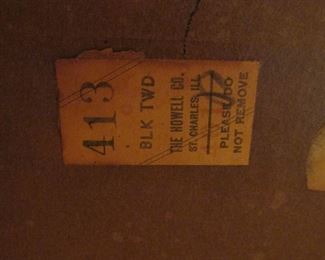 413
BLK TWD
THE HOWELL CO.
ST. CHARLES, ILL
PLEASE DO
NOT REMOVE